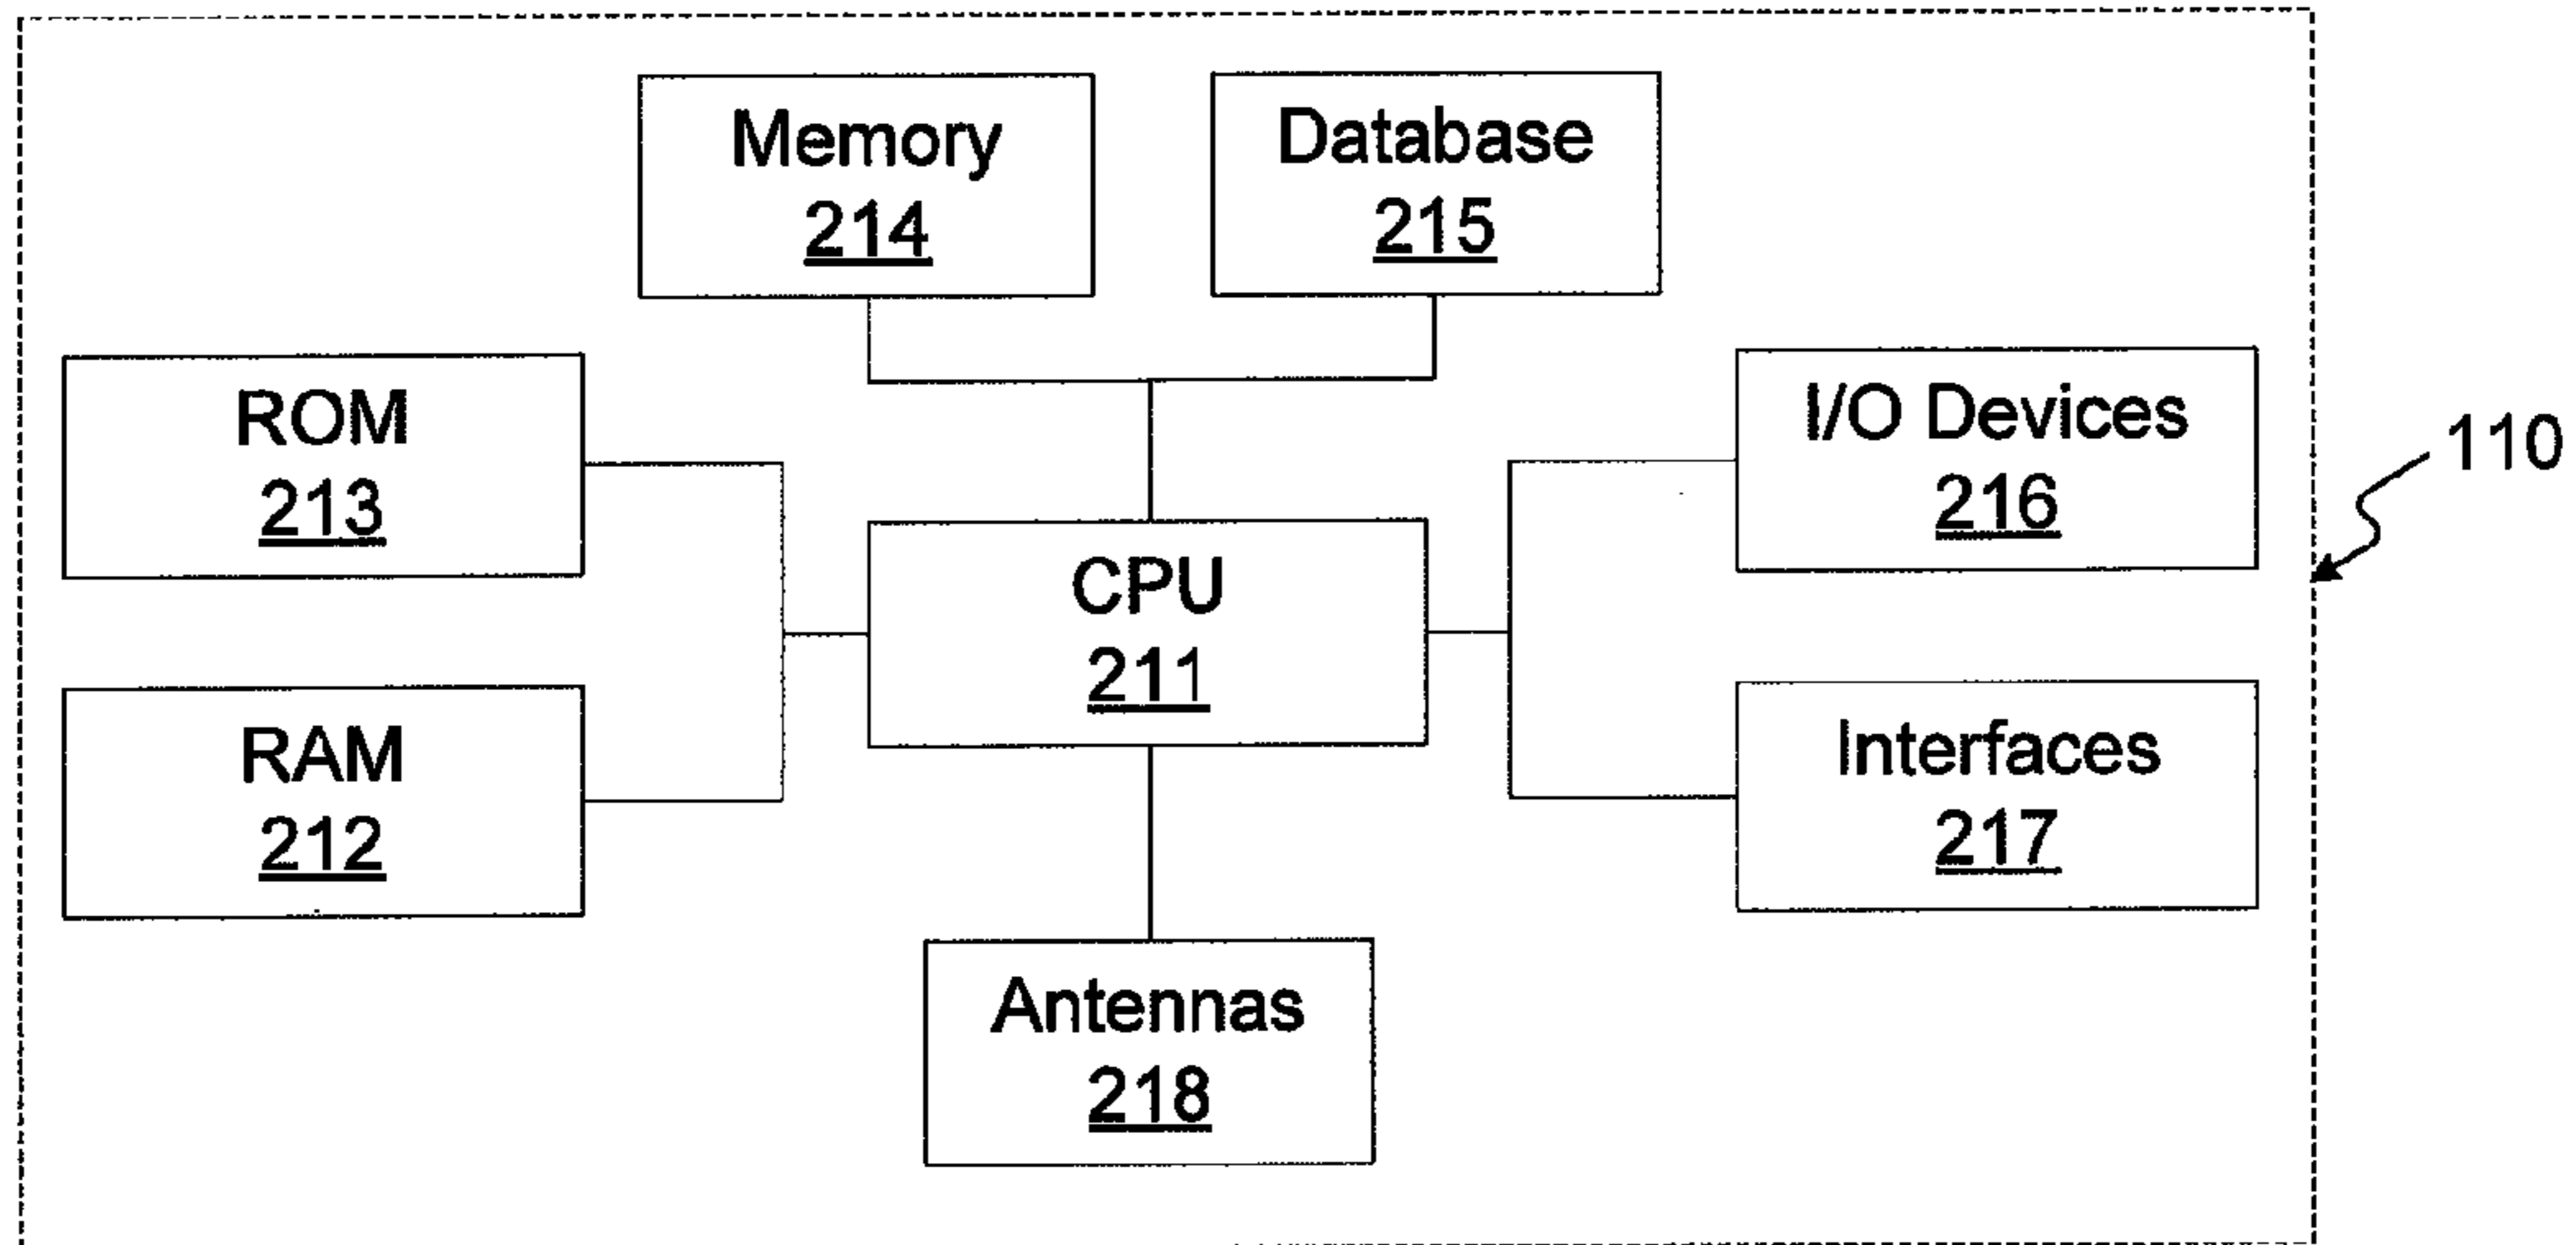 Memory
214
Database
215
ROM
213
I/O Devices
216
110
CPU
211
RAM
212
Interfaces
217
Antennas
218